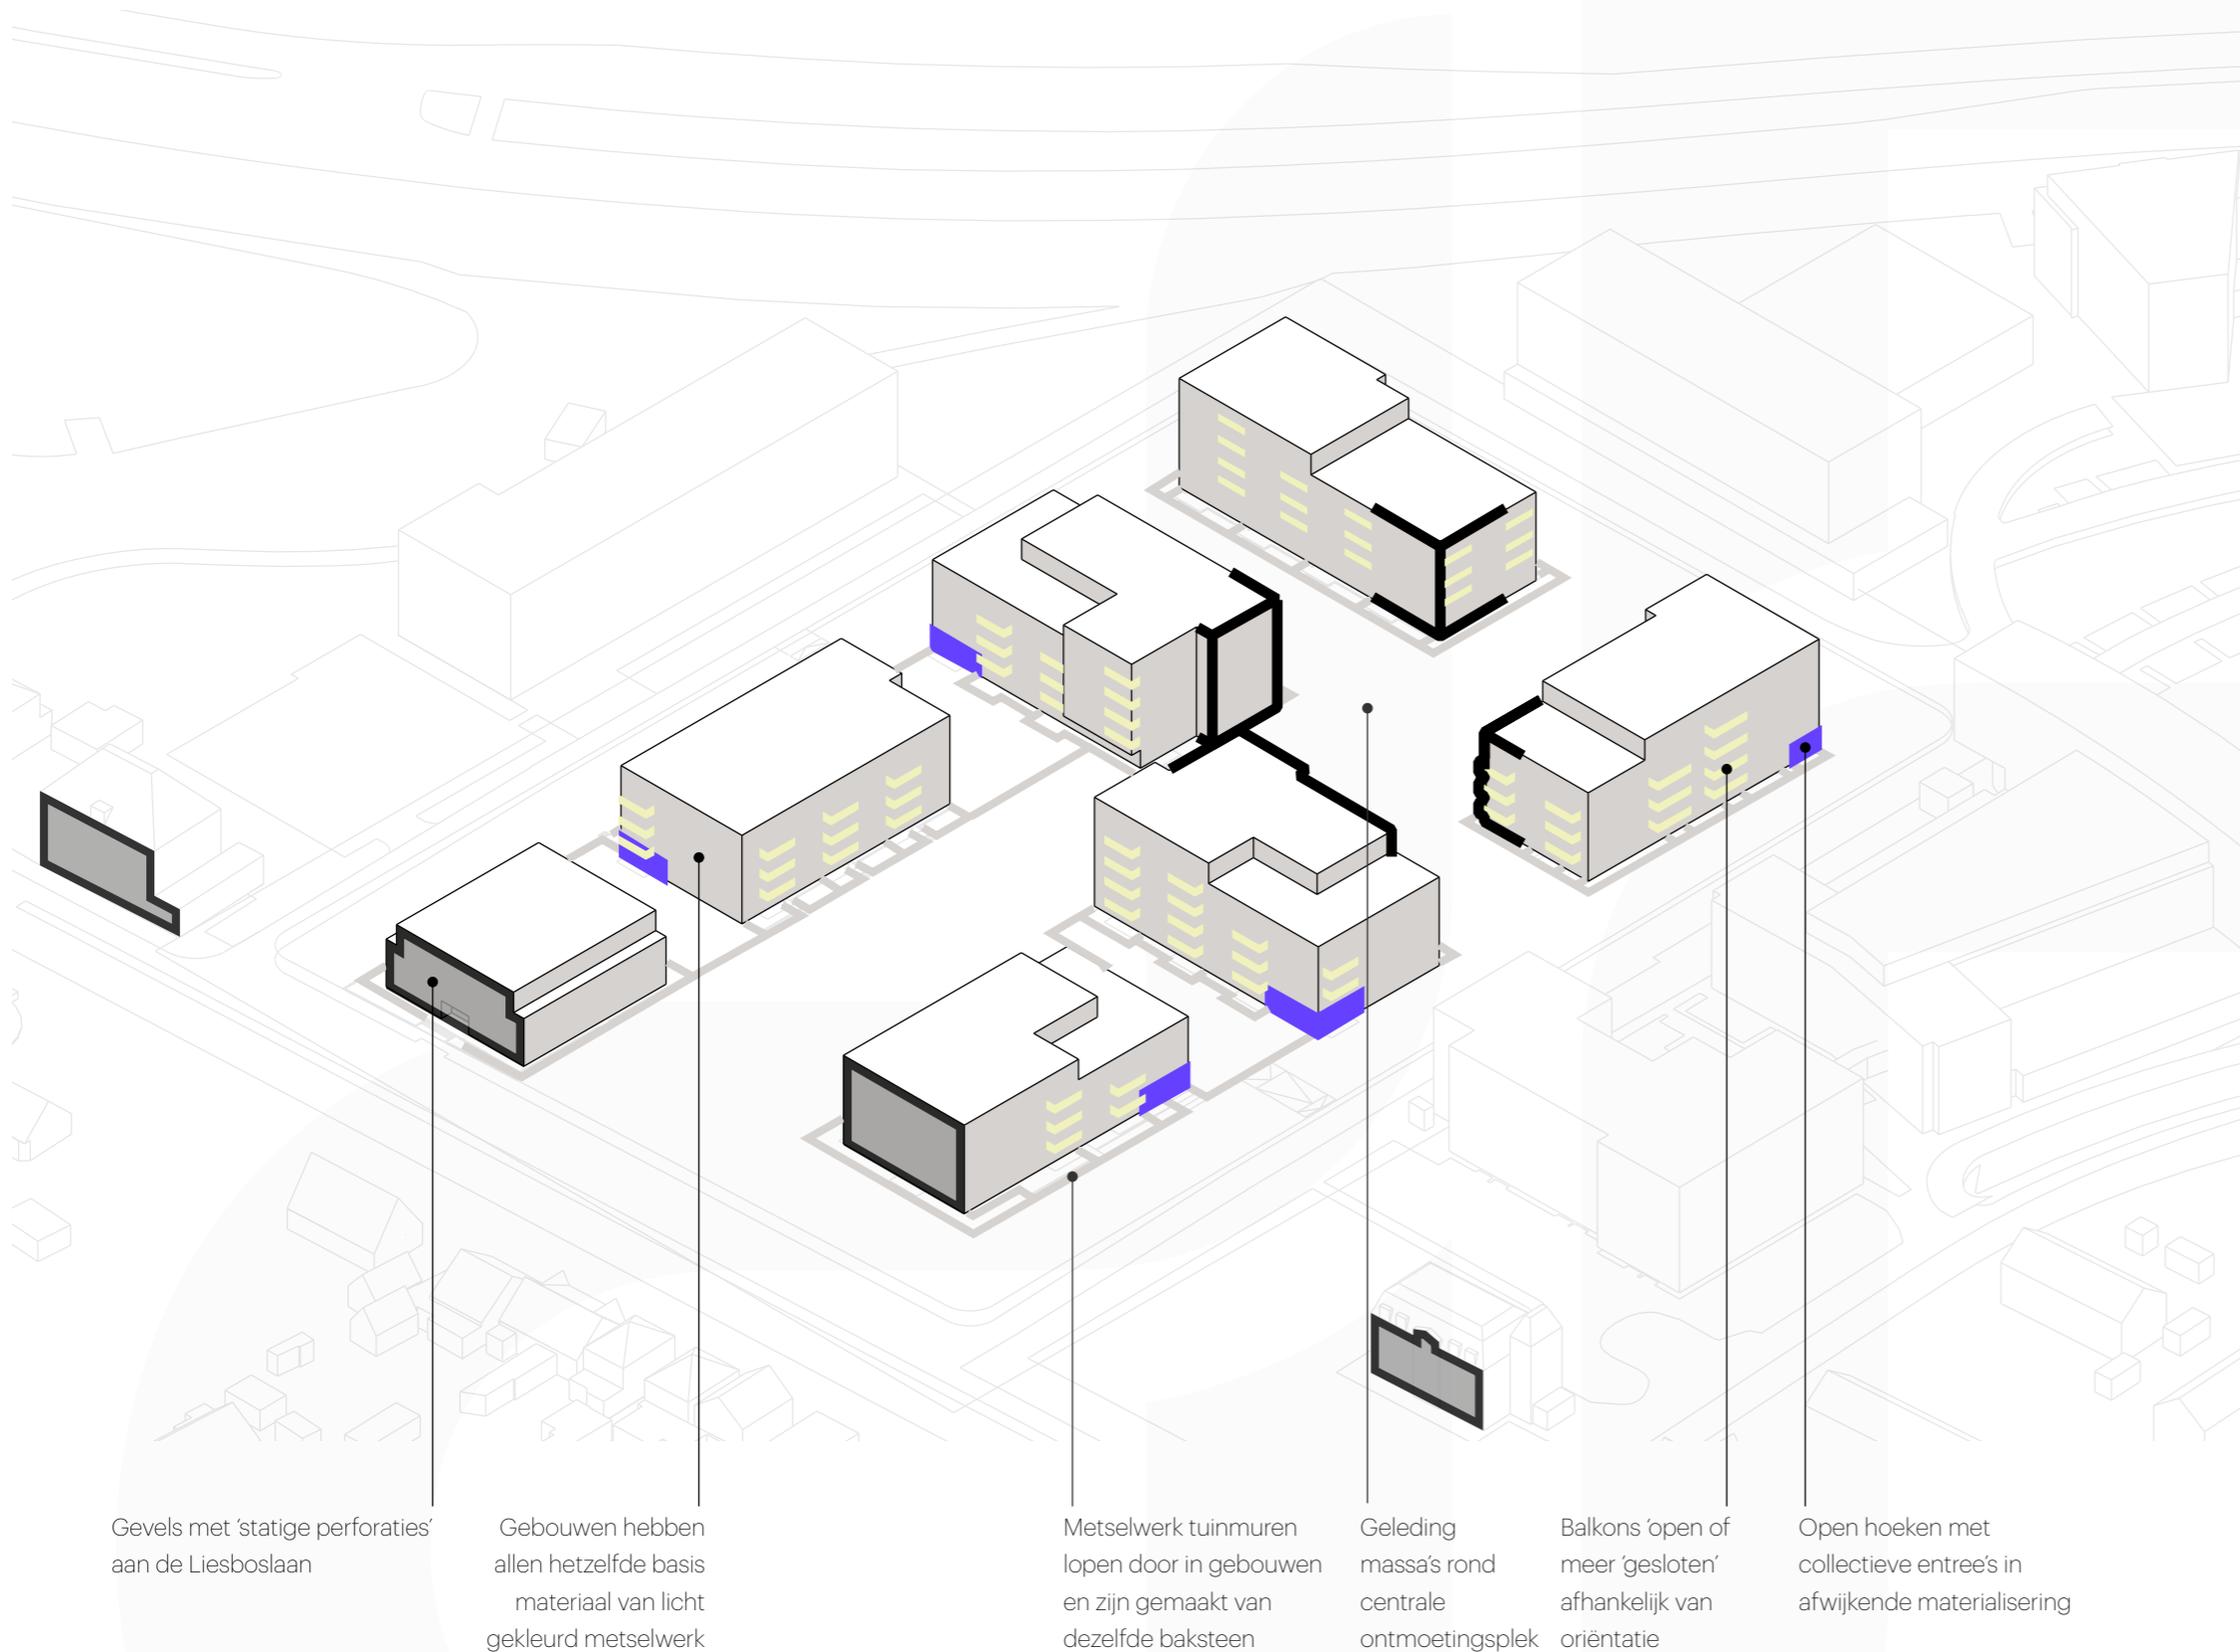 Gevels met ‘statige perforaties’
aan de Liesboslaan
Gebouwen hebben
allen hetzelfde basis
materiaal van licht
gekleurd metselwerk
Metselwerk tuinmuren
lopen door in gebouwen
en zijn gemaakt van
dezelfde baksteen
Geleding
massa’s rond
centrale
ontmoetingsplek
Balkons ‘open of
meer ‘gesloten’
afhankelijk van
oriëntatie
Open hoeken met
collectieve entree’s in
afwijkende materialisering